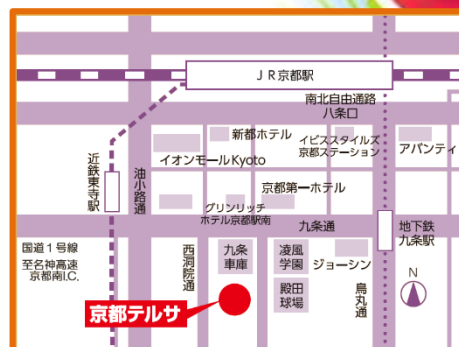 JR京都駅
南北自由通路
八条口
新都ホテル
イビススタイルズ
京都ステーション
アバンティ
イオンモールKyoto
近鉄東寺駅
油小路通
京都第一ホテル
グリンリッチ
ホテル京都駅南
九条通
地下鉄
九条駅
国道1号線
至名神高速
京都南I.C.
西洞院通
九条
車庫
凌風
学園
ジョーシン
烏丸通
N
殿田
球場
京都テルサ